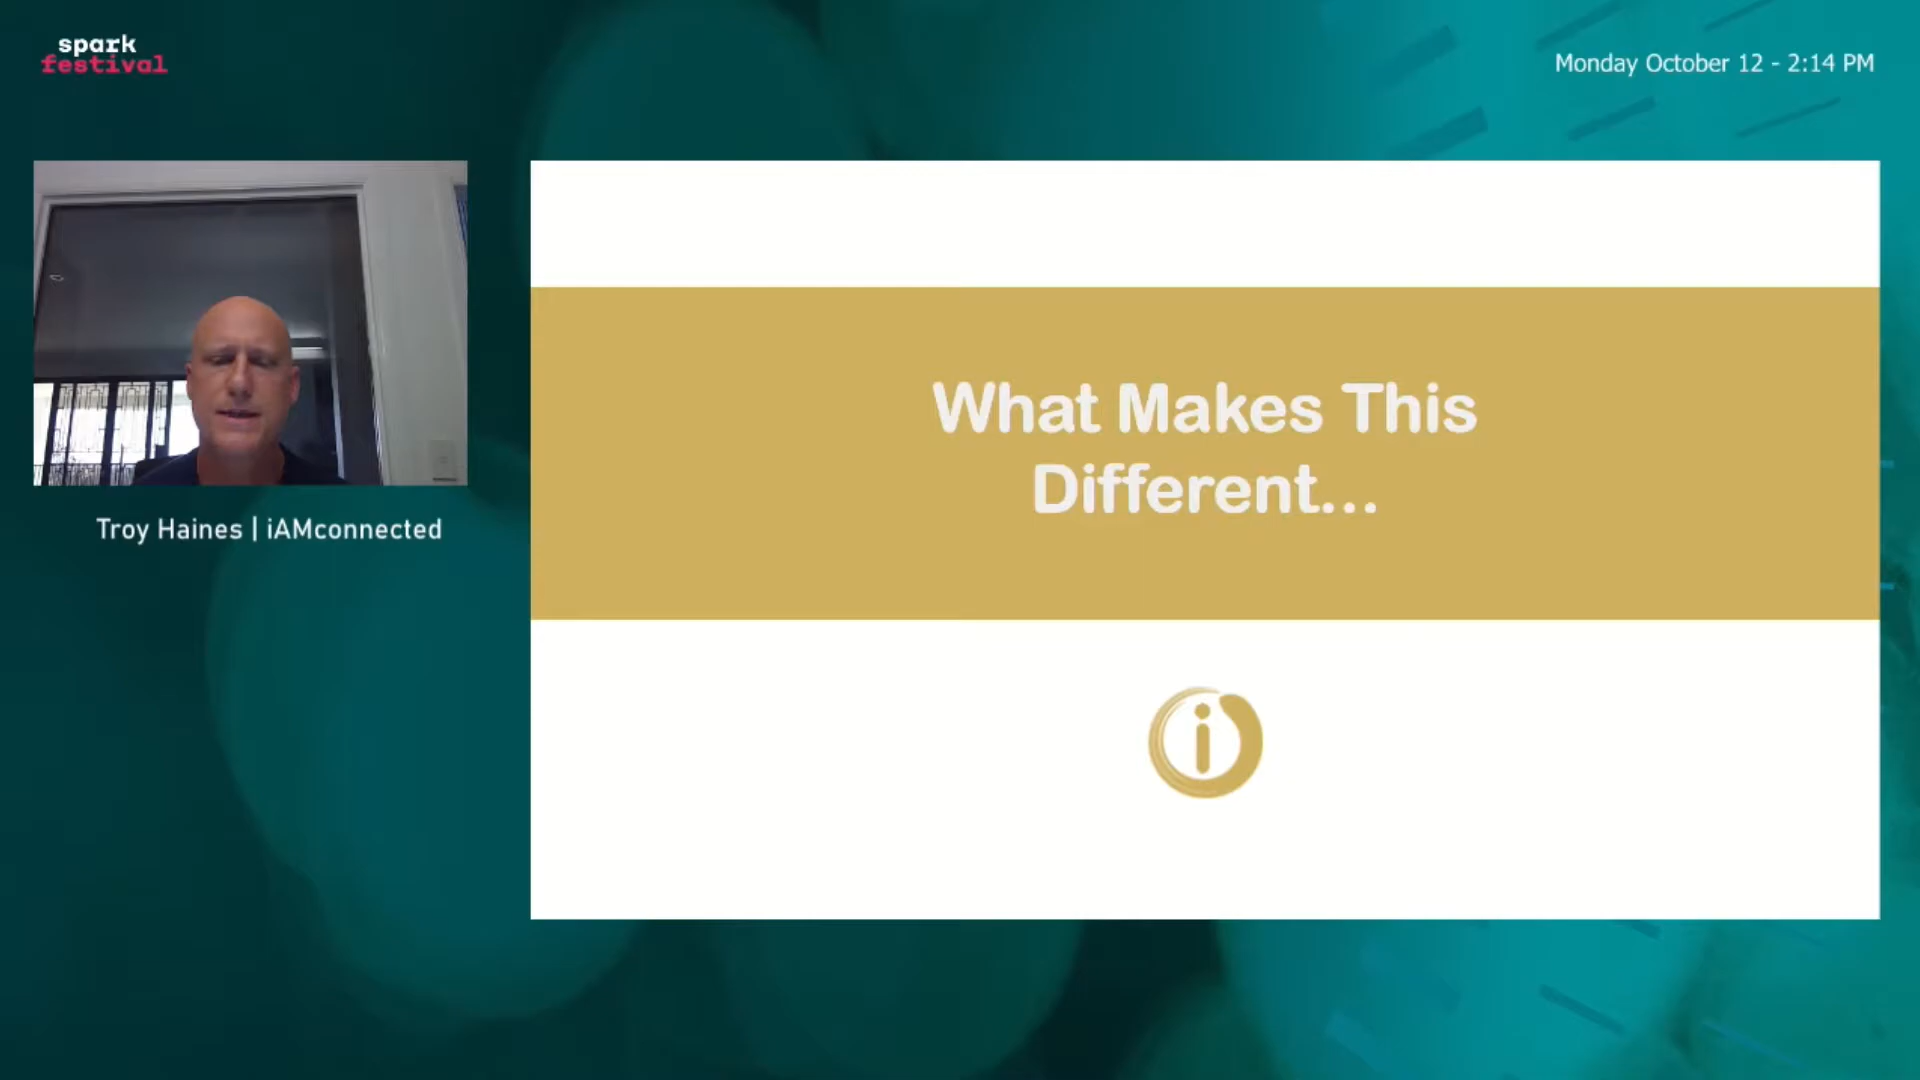 spark
festival
Monday October 12 - 2:14 PM
Troy Haines | iAMconnected
What Makes This
Different...
i